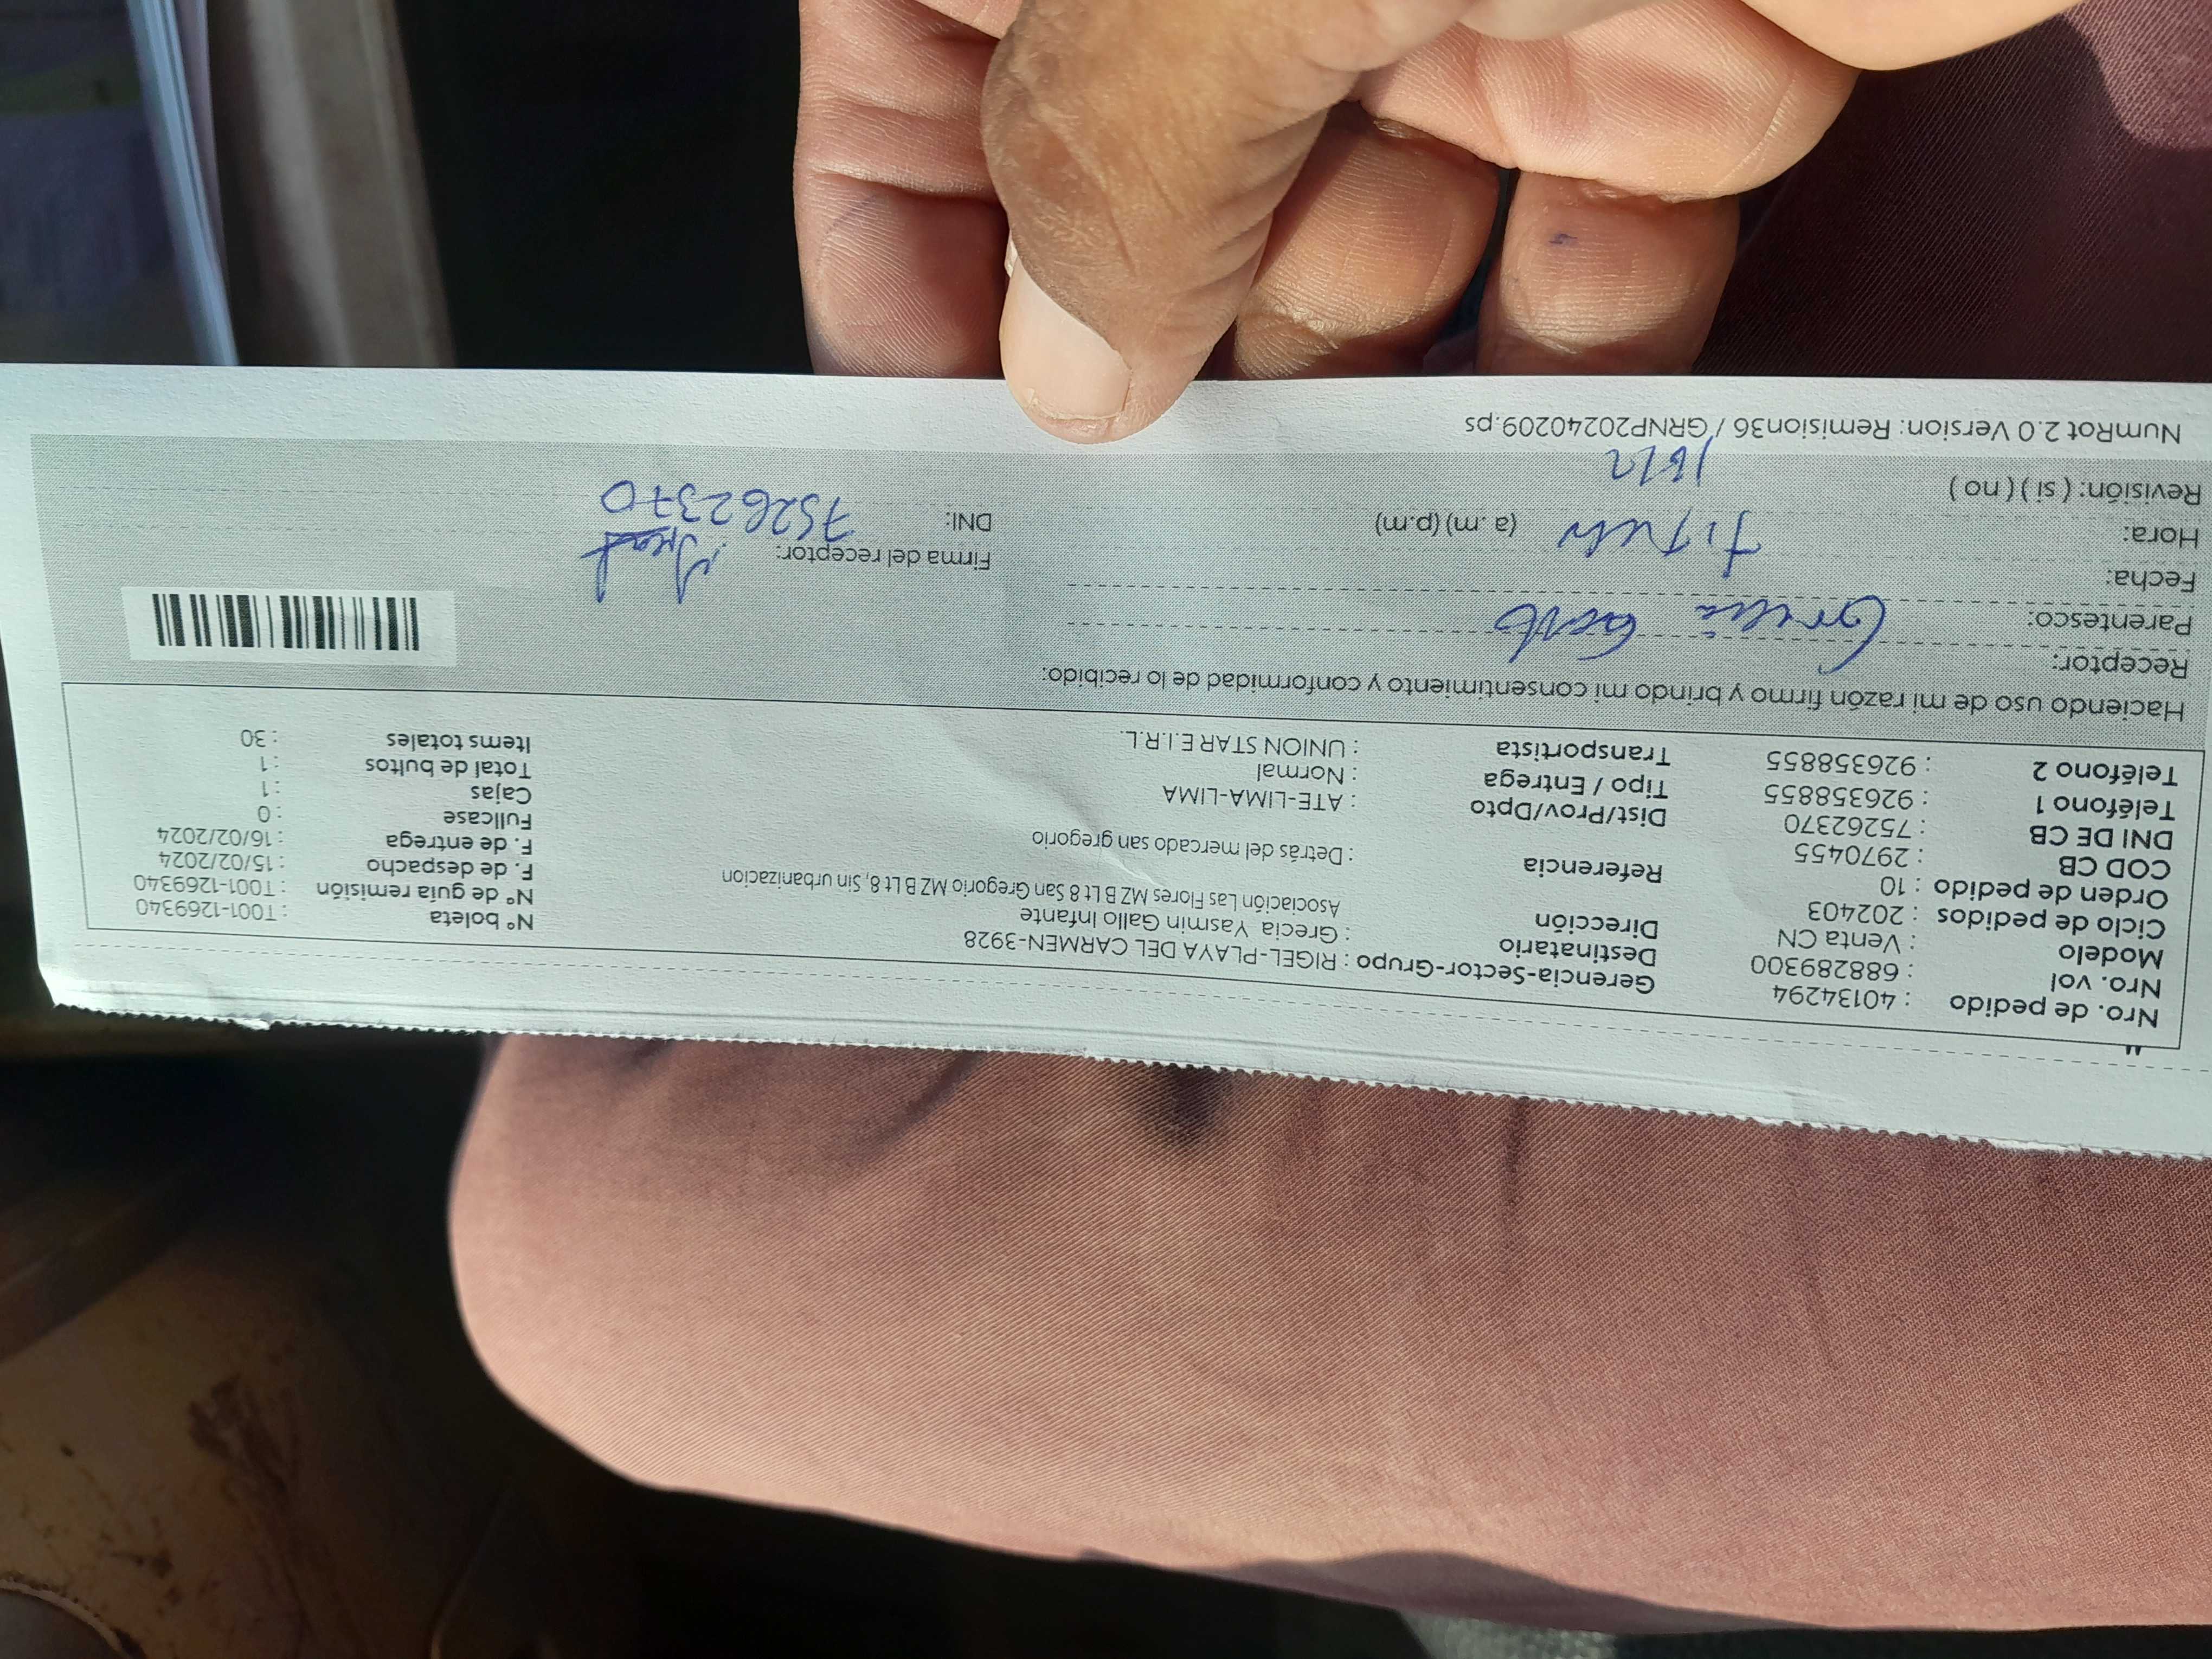 Nro. de pedido : 40134294
Nro. vol : 688289300
Modelo : Venta CN
Ciclo de pedidos : 202403
Orden de pedido : 10
COD CB : 2970455
DNI DE CB : 75262370
Teléfono 1 : 926358855
Teléfono 2 : 926358855
Gerencia-Sector-Grupo : RIGEL-PLAYA DEL CARMEN-3928
Destinatario : Grecia Yasmin Gallo Infante
Dirección Asociación Las Flores MZ B Lt 8 San Gregorio MZ B Lt 8, Sin urbanizacion
Referencia : Detrás del mercado san gregorio
Dist/Prov/Dpto : ATE-LIMA-LIMA
Tipo / Entrega : Normal
Transportista : UNION STAR E.I.R.L.
N° boleta : T001-1269340
N° de guía remisión : T001-1269340
F. de despacho : 15/02/2024
F. de entrega : 16/02/2024
Fullcase : 0
Cajas : 1
Total de bultos : 1
Items totales : 30
Haciendo uso de mi razón firmo y brindo mi consentimiento y conformidad de lo recibido:
Receptor:
Parentesco: Grecia Gallo
Fecha:
Hora: (a.m) (p.m)
Revisión: ( si ) ( no )
Firma del receptor:
DNI: 75262370
NumRot 2.0 Version: Remision36 / GRNP20240209.ps